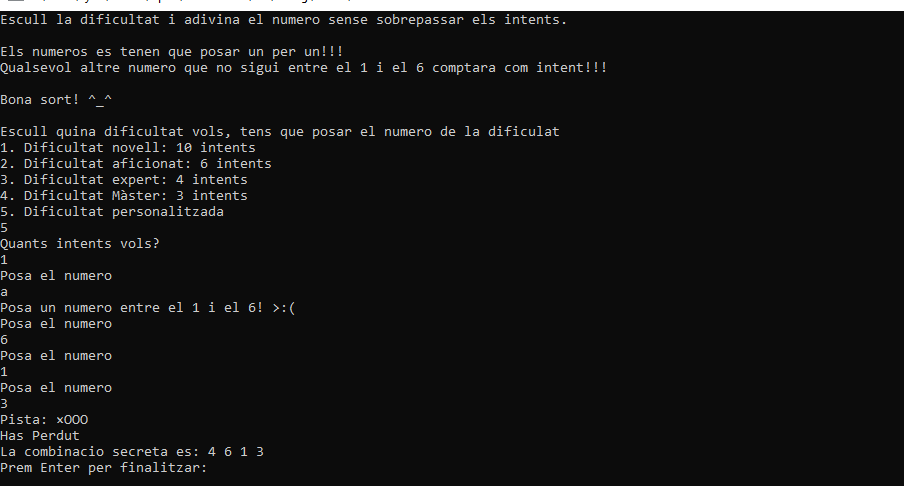 Escull la dificultat i adivina el numero sense sobrepassar els intents.
Els numeros es tenen que posar un per un!!!
Qualsevol altre numero que no sigui entre el 1 i el 6 comptara com intent!!!
Bona sort! ^_^
Escull quina dificultat vols, tens que posar el numero de la dificulat
1. Dificultat novell: 10 intents
2. Dificultat aficionat: 6 intents
3. Dificultat expert: 4 intents
4. Dificultat Màster: 3 intents
5. Dificultat personalitzada
5
Quants intents vols?
1
Posa el numero
a
Posa un numero entre el 1 i el 6! >:(
Posa el numero
6
Posa el numero
1
Posa el numero
3
Pista: xOOO
Has Perdut
La combinacio secreta es: 4 6 1 3
Prem Enter per finalitzar: